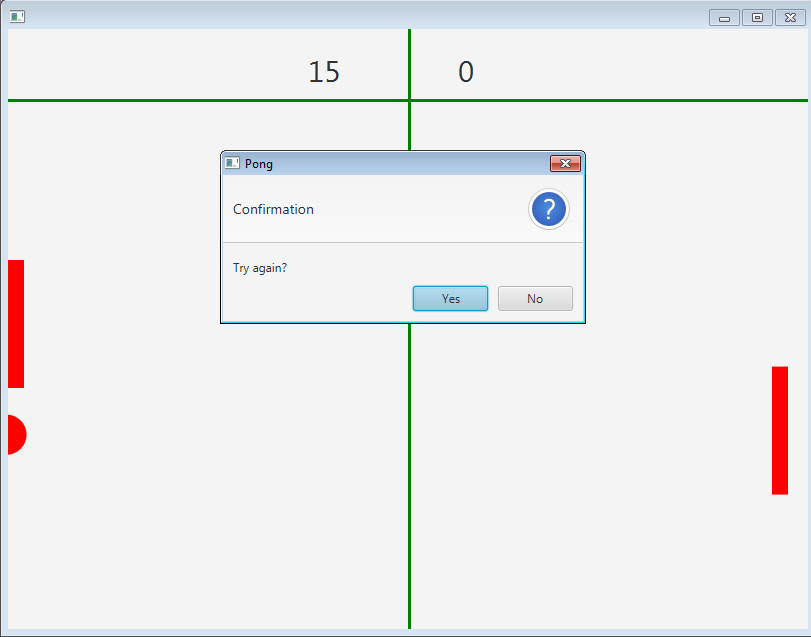 15 0
Pong
Confirmation
?
Try again?
Yes No